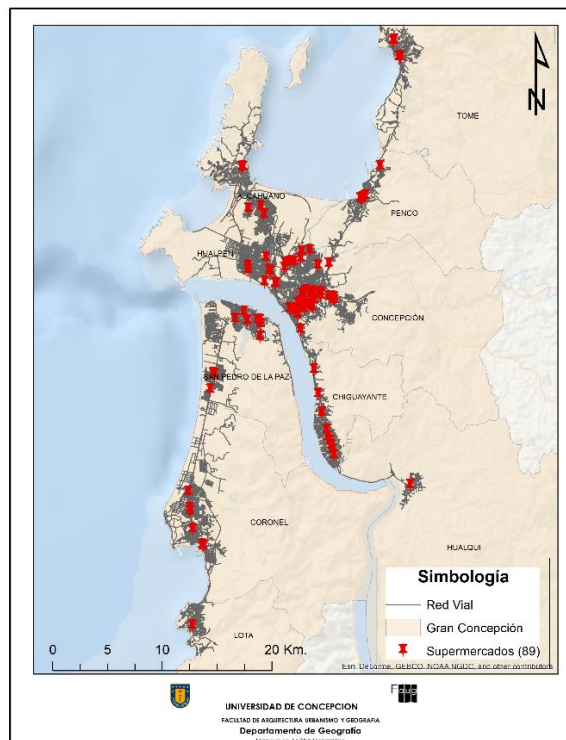 N
TOME
TALCAHUANO
PENCO
HUALPEN
CONCEPCIÓN
SAN PEDRO DE LA PAZ
CHIGUAYANTE
CORONEL
HUALQUI
LOTA
Simbología
Red Vial
Gran Concepción
Supermercados (89)
0 5 10 20 Km.
Esri, DeLorme, GEBCO, NOAA NGDC, and other contributors
UNIVERSIDAD DE CONCEPCION
FACULTAD DE ARQUITECTURA URBANISMO Y GEOGRAFIA
Departamento de Geografía